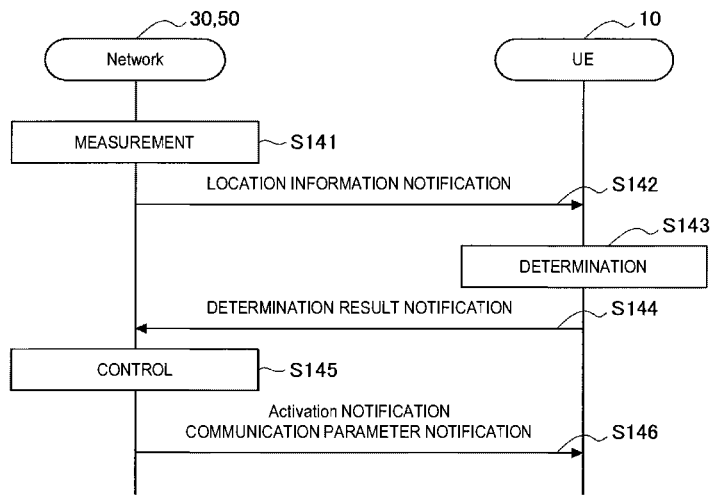 30,50
10
Network
UE
MEASUREMENT
S141
LOCATION INFORMATION NOTIFICATION
S142
S143
DETERMINATION
DETERMINATION RESULT NOTIFICATION
S144
CONTROL
S145
Activation NOTIFICATION
COMMUNICATION PARAMETER NOTIFICATION
S146